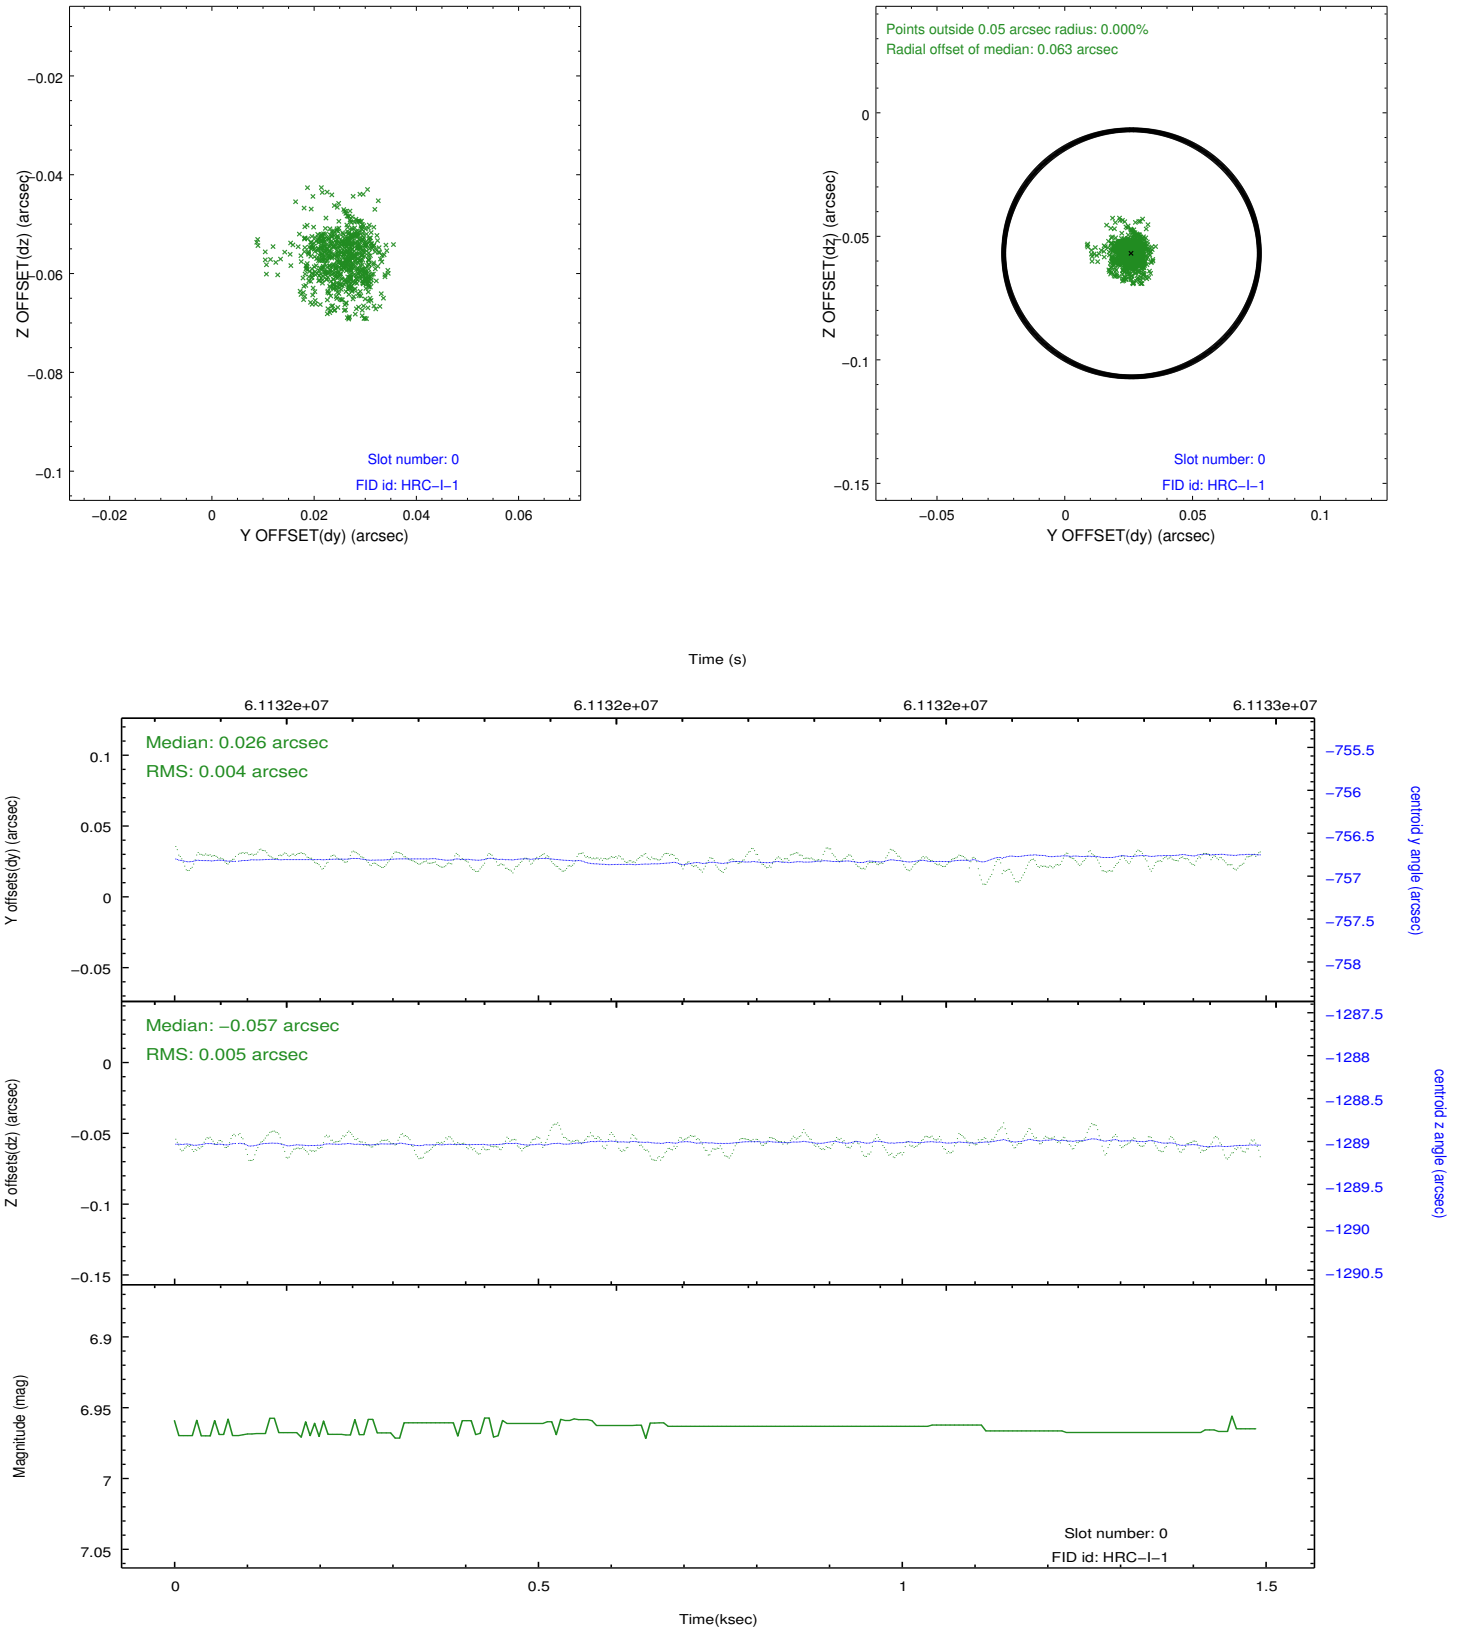 −0.02
−0.04
−0.06
−0.08
−0.1
Z OFFSET(dz) (arcsec)
Slot number: 0
FID id: HRC−I−1
−0.02 0 0.02 0.04 0.06
Y OFFSET(dy) (arcsec)
Points outside 0.05 arcsec radius: 0.000%
Radial offset of median: 0.063 arcsec
0
−0.05
−0.1
−0.15
Z OFFSET(dz) (arcsec)
Slot number: 0
FID id: HRC−I−1
−0.05 0 0.05 0.1
Y OFFSET(dy) (arcsec)
Time (s)
6.1132e+07 6.1132e+07 6.1132e+07 6.1133e+07
Median: 0.026 arcsec
RMS: 0.004 arcsec
0.1
0.05
0
−0.05
Y offsets(dy) (arcsec)
−755.5
−756
−756.5
−757
−757.5
−758
centroid y angle (arcsec)
Median: −0.057 arcsec
RMS: 0.005 arcsec
0
−0.05
−0.1
−0.15
Z offsets(dz) (arcsec)
−1287.5
−1288
−1288.5
−1289
−1289.5
−1290
−1290.5
centroid z angle (arcsec)
6.9
6.95
7
7.05
Magnitude (mag)
Slot number: 0
FID id: HRC−I−1
0 0.5 1 1.5
Time(ksec)